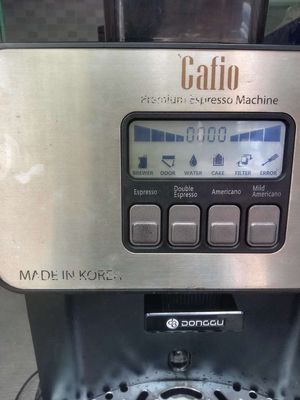 Cafio
Premium Espresso Machine
0000
BREWER DOOR WATER CAKE FILTER ERROR
Espresso Double Espresso Americano Mild Americano
MADE IN KOREA
DONGGU